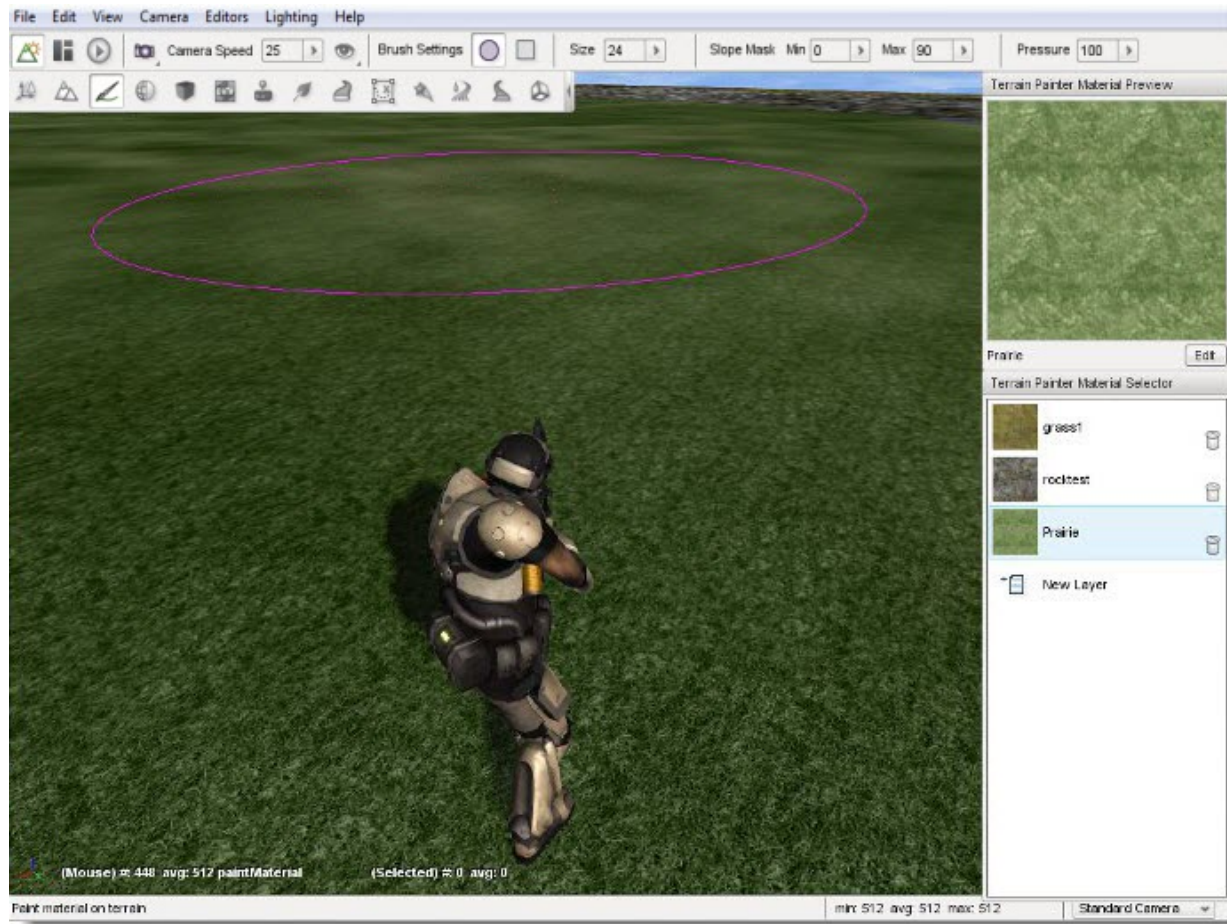 File Edit View Camera Editors Lighting Help
Camera Speed 25 Brush Settings Size 24 Slope Mask Min 0 Max 90 Pressure 100
Terrain Painter Material Preview
Prairie Edit
Terrain Painter Material Selector
grass1
rocktest
Prairie
New Layer
(Mouse) #: 448 avg: 512 paintMaterial (Selected) #: 0 avg: 0
Paint material on terrain min: 512 avg: 512 max: 512 Standard Camera